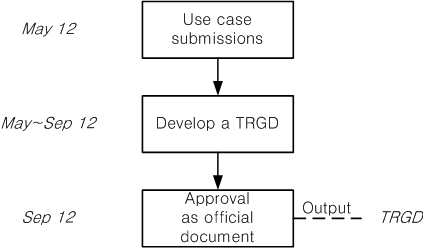 May 12
Use case
submissions
May~Sep 12
Develop a TRGD
Sep 12
Approval
as official
document
Output
TRGD